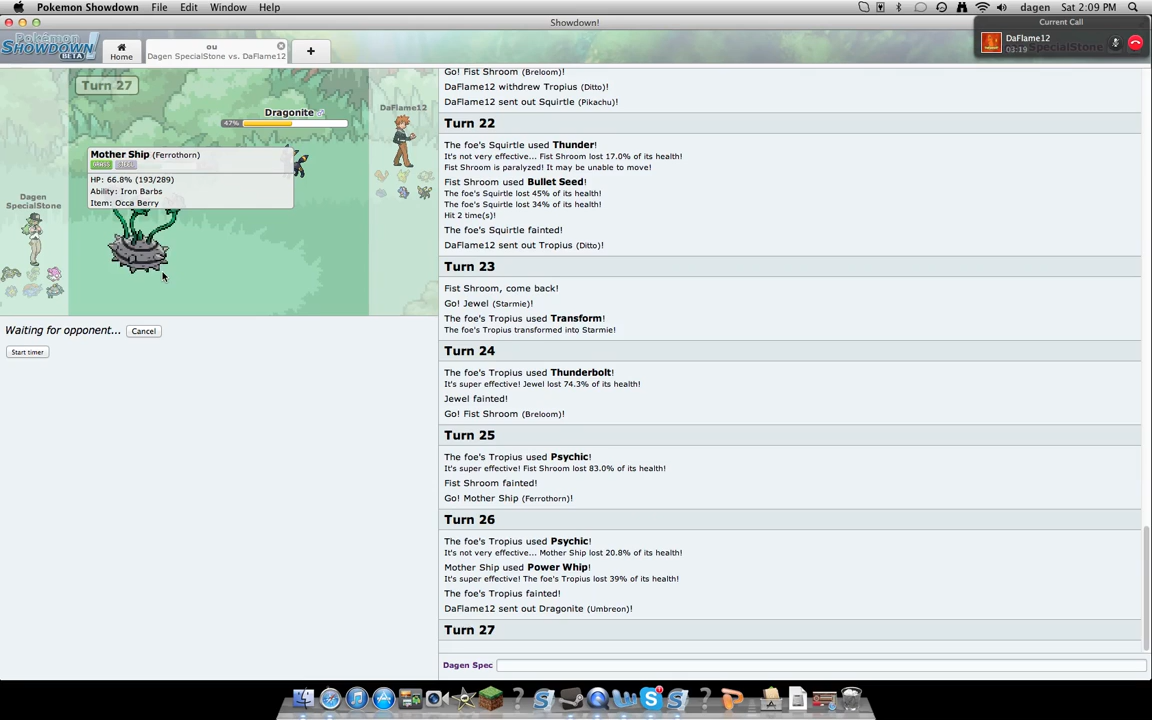 Pokemon Showdown File Edit Window Help
dagen Sat 2:09 PM
Showdown!
Current Call
DaFlame12
03:19
SpecialStone
Pokémon
SHOWDOWN!
BETA
Home
ou
Dagen SpecialStone vs. DaFlame12
+
Turn 27
Dragonite
47%
DaFlame12
Mother Ship (Ferrothorn)
HP: 66.8% (193/289)
Ability: Iron Barbs
Item: Occa Berry
Dagen
SpecialStone
Waiting for opponent... Cancel
Start timer
Go! Fist Shroom (Breloom)!
DaFlame12 withdrew Tropius (Ditto)!
DaFlame12 sent out Squirtle (Pikachu)!
Turn 22
The foe's Squirtle used Thunder!
It's not very effective... Fist Shroom lost 17.0% of its health!
Fist Shroom is paralyzed! It may be unable to move!
Fist Shroom used Bullet Seed!
The foe's Squirtle lost 45% of its health!
The foe's Squirtle lost 34% of its health!
Hit 2 time(s)!
The foe's Squirtle fainted!
DaFlame12 sent out Tropius (Ditto)!
Turn 23
Fist Shroom, come back!
Go! Jewel (Starmie)!
The foe's Tropius used Transform!
The foe's Tropius transformed into Starmie!
Turn 24
The foe's Tropius used Thunderbolt!
It's super effective! Jewel lost 74.3% of its health!
Jewel fainted!
Go! Fist Shroom (Breloom)!
Turn 25
The foe's Tropius used Psychic!
It's super effective! Fist Shroom lost 83.0% of its health!
Fist Shroom fainted!
Go! Mother Ship (Ferrothorn)!
Turn 26
The foe's Tropius used Psychic!
It's not very effective... Mother Ship lost 20.8% of its health!
Mother Ship used Power Whip!
It's super effective! The foe's Tropius lost 39% of its health!
The foe's Tropius fainted!
DaFlame12 sent out Dragonite (Umbreon)!
Turn 27
Dagen Spec